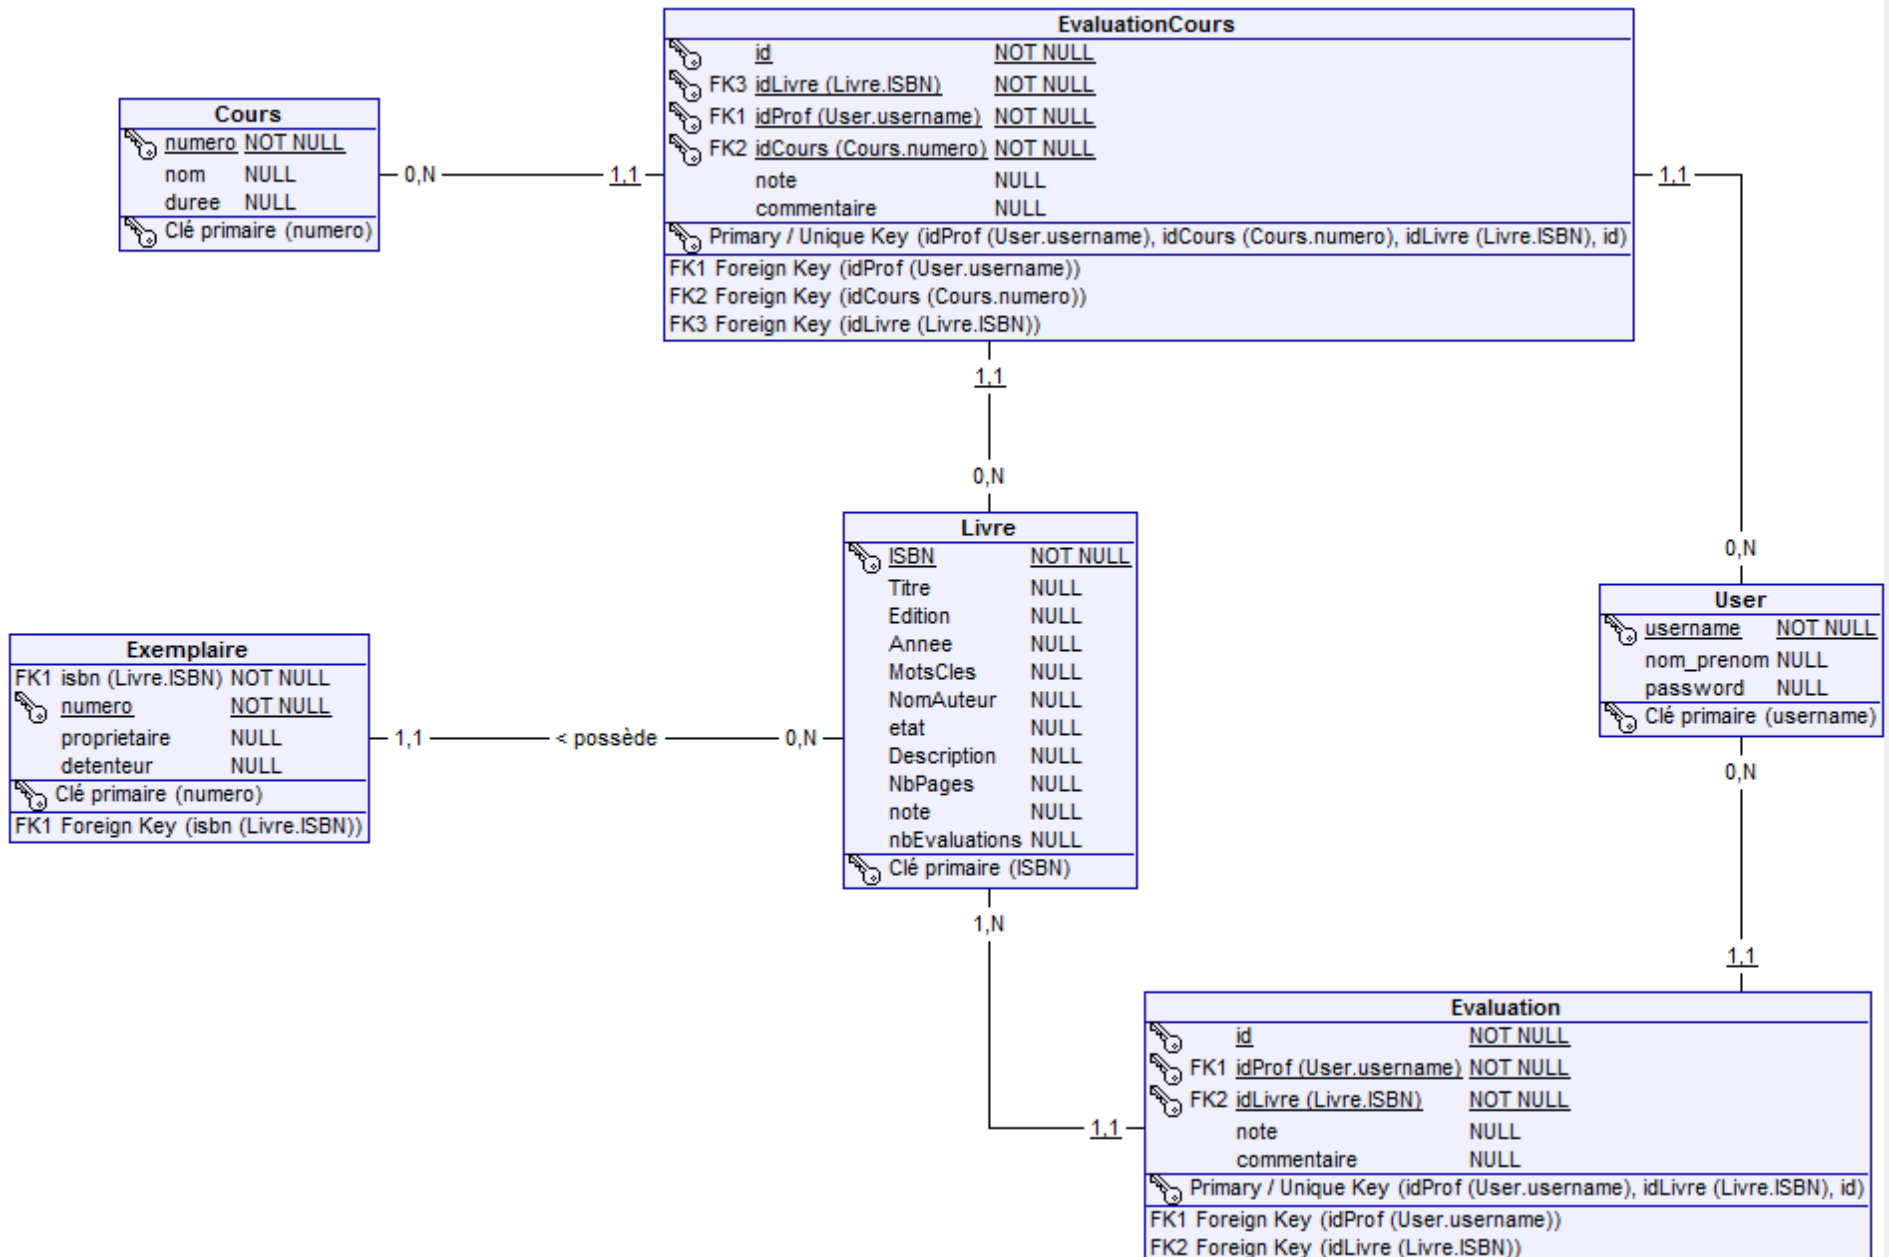 EvaluationCours
id NOT NULL
FK3 idLivre (Livre.ISBN) NOT NULL
FK1 idProf (User.username) NOT NULL
FK2 idCours (Cours.numero) NOT NULL
note NULL
commentaire NULL
Primary / Unique Key (idProf (User.username), idCours (Cours.numero), idLivre (Livre.ISBN), id)
FK1 Foreign Key (idProf (User.username))
FK2 Foreign Key (idCours (Cours.numero))
FK3 Foreign Key (idLivre (Livre.ISBN))
Cours
numero NOT NULL
nom NULL
duree NULL
Clé primaire (numero)
0,N
1,1
1,1
1,1
0,N
0,N
Livre
ISBN NOT NULL
Titre NULL
Edition NULL
Annee NULL
MotsCles NULL
NomAuteur NULL
etat NULL
Description NULL
NbPages NULL
note NULL
nbEvaluations NULL
Clé primaire (ISBN)
User
username NOT NULL
nom_prenom NULL
password NULL
Clé primaire (username)
Exemplaire
FK1 isbn (Livre.ISBN) NOT NULL
numero NOT NULL
proprietaire NULL
detenteur NULL
Clé primaire (numero)
FK1 Foreign Key (isbn (Livre.ISBN))
1,1
< possède
0,N
0,N
1,N
1,1
1,1
Evaluation
id NOT NULL
FK1 idProf (User.username) NOT NULL
FK2 idLivre (Livre.ISBN) NOT NULL
note NULL
commentaire NULL
Primary / Unique Key (idProf (User.username), idLivre (Livre.ISBN), id)
FK1 Foreign Key (idProf (User.username))
FK2 Foreign Key (idLivre (Livre.ISBN))